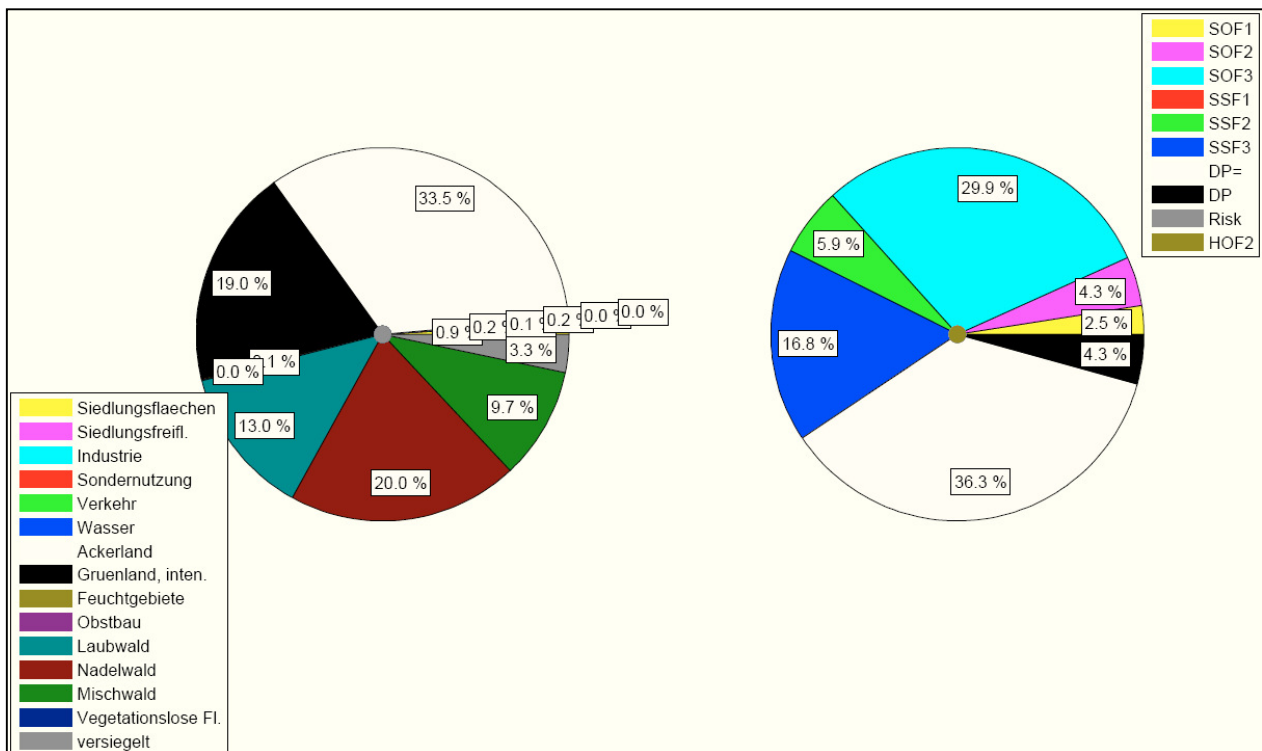 SOF1
SOF2
SOF3
SSF1
SSF2
SSF3
DP=
DP
Risk
HOF2
33.5 %
19.0 %
0.9 %
0.2
0.1
0.2
0.0
0.0 %
3.3 %
9.7 %
20.0 %
13.0 %
0.0 %
.1 %
29.9 %
5.9 %
4.3 %
2.5 %
4.3 %
16.8 %
36.3 %
Siedlungsflaechen
Siedlungsfreifl.
Industrie
Sondernutzung
Verkehr
Wasser
Ackerland
Gruenland, inten.
Feuchtgebiete
Obstbau
Laubwald
Nadelwald
Mischwald
Vegetationslose Fl.
versiegelt